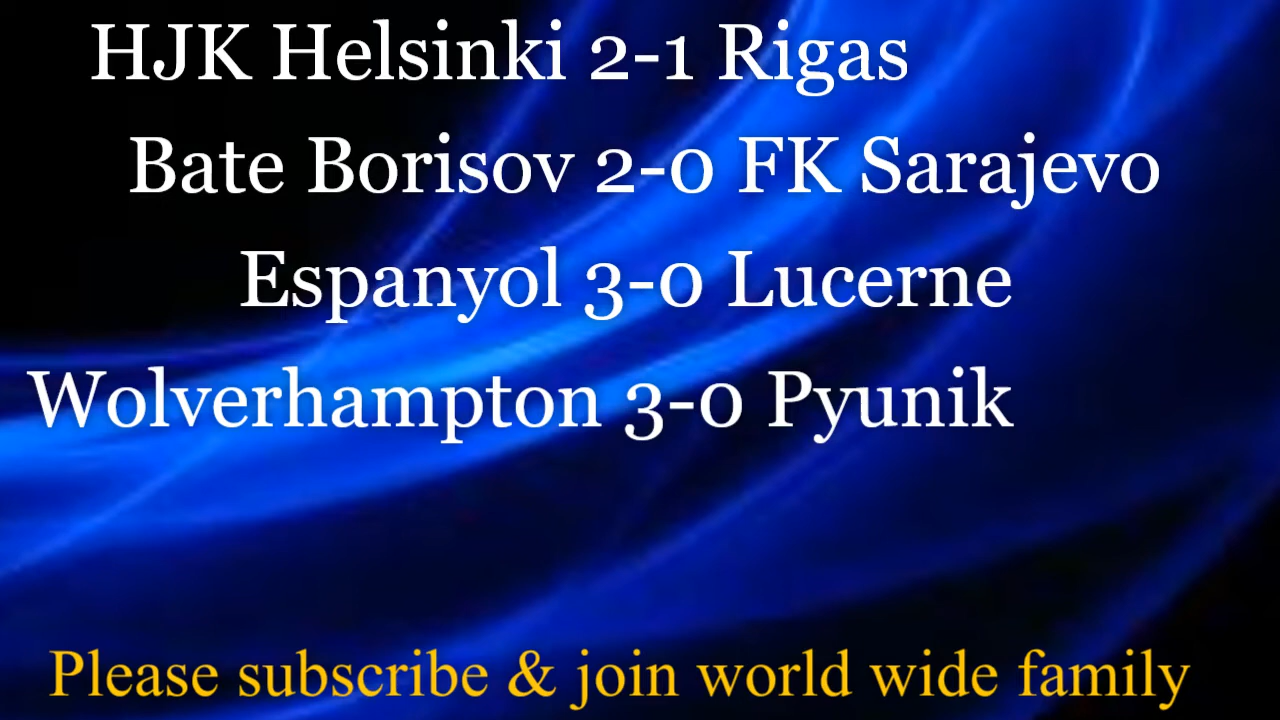 HJK Helsinki 2-1 Rigas
Bate Borisov 2-0 FK Sarajevo
Espanyol 3-0 Lucerne
Wolverhampton 3-0 Pyunik
Please subscribe & join world wide family